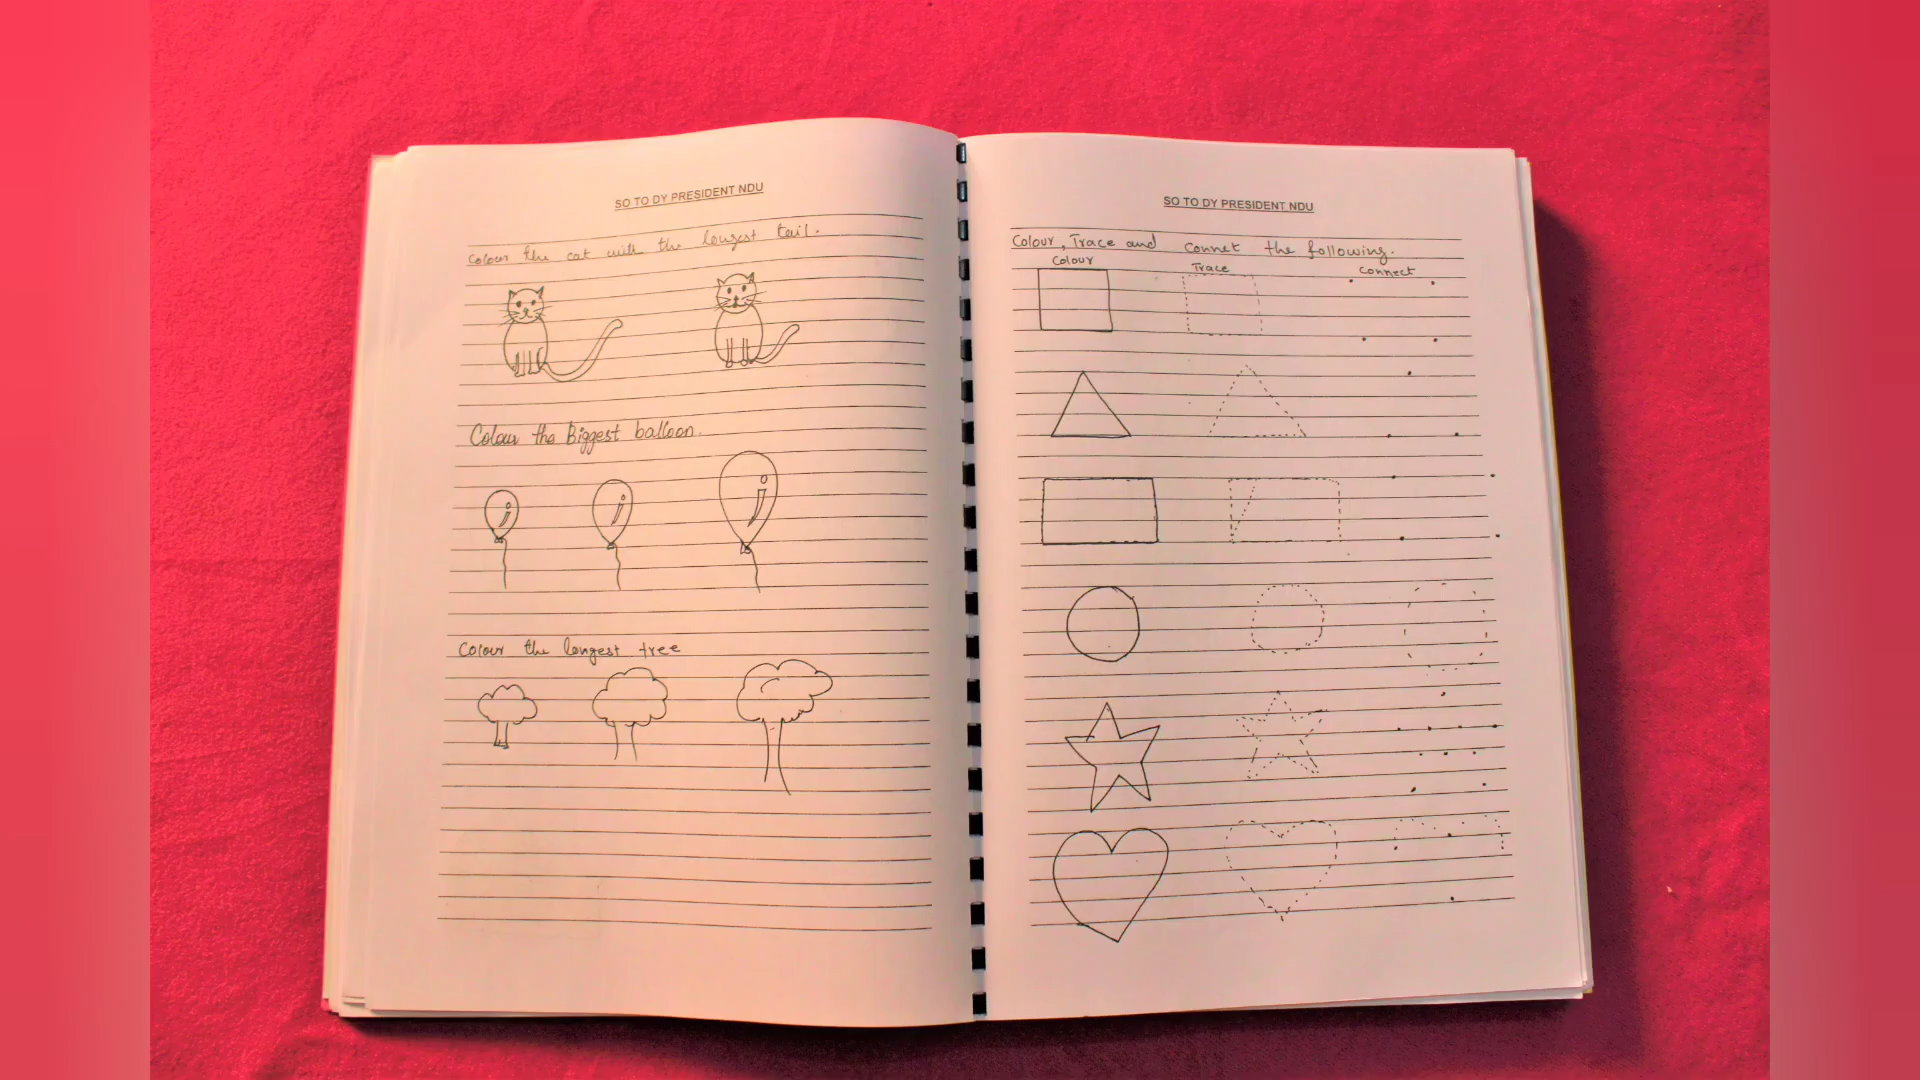 SO TO DY PRESIDENT NDU
Colour the cat with the longest tail.
Colour the Biggest balloon.
Colour the longest tree
SO TO DY PRESIDENT NDU
Colour, Trace and connet the following.
Colour Trace connect